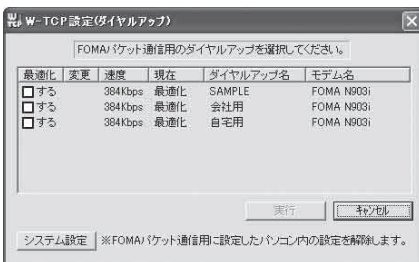 W-TCP設定(ダイヤルアップ)
FOMAパケット通信用のダイヤルアップを選択してください。
最適化 変更 速度 現在 ダイヤルアップ名 モデム名
する 384Kbps 最適化 SAMPLE FOMA N903i
する 384Kbps 最適化 会社用 FOMA N903i
する 384Kbps 最適化 自宅用 FOMA N903i
実行 キャンセル
システム設定 ※FOMAパケット通信用に設定したパソコン内の設定を解除します。